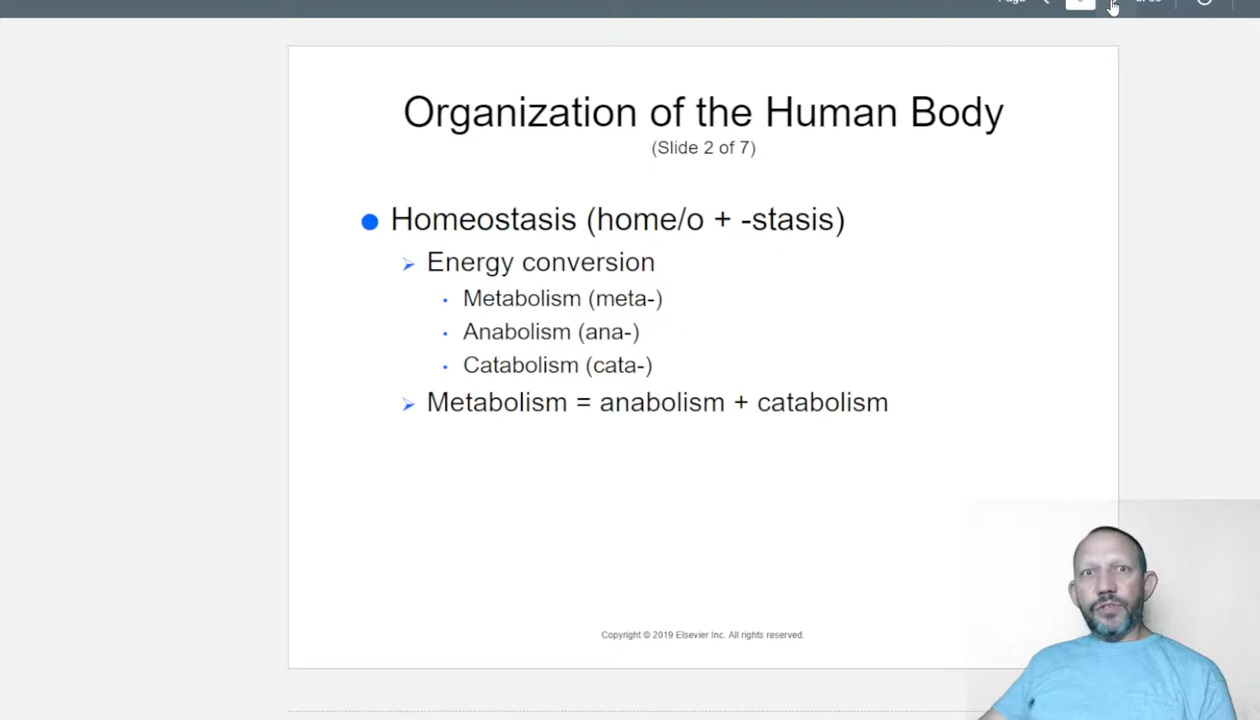 Organization of the Human Body
(Slide 2 of 7)
Homeostasis (home/o + -stasis)
Energy conversion
Metabolism (meta-)
Anabolism (ana-)
Catabolism (cata-)
Metabolism = anabolism + catabolism
Copyright © 2019 Elsevier Inc. All rights reserved.